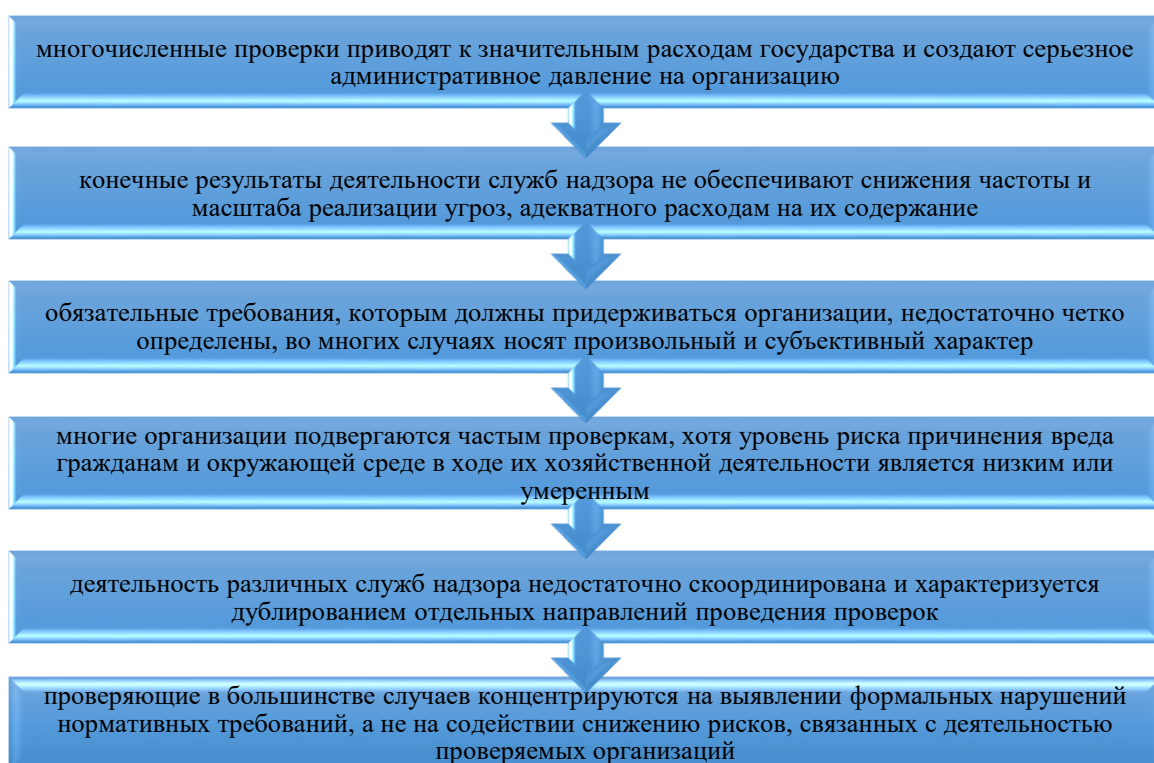 многочисленные проверки приводят к значительным расходам государства и создают серьезное
административное давление на организацию
конечные результаты деятельности служб надзора не обеспечивают снижения частоты и
масштаба реализации угроз, адекватного расходам на их содержание
обязательные требования, которым должны придерживаться организации, недостаточно четко
определены, во многих случаях носят произвольный и субъективный характер
многие организации подвергаются частым проверкам, хотя уровень риска причинения вреда
гражданам и окружающей среде в ходе их хозяйственной деятельности является низким или
умеренным
деятельность различных служб надзора недостаточно скоординирована и характеризуется
дублированием отдельных направлений проведения проверок
проверяющие в большинстве случаев концентрируются на выявлении формальных нарушений
нормативных требований, а не на содействии снижению рисков, связанных с деятельностью
проверяемых организаций